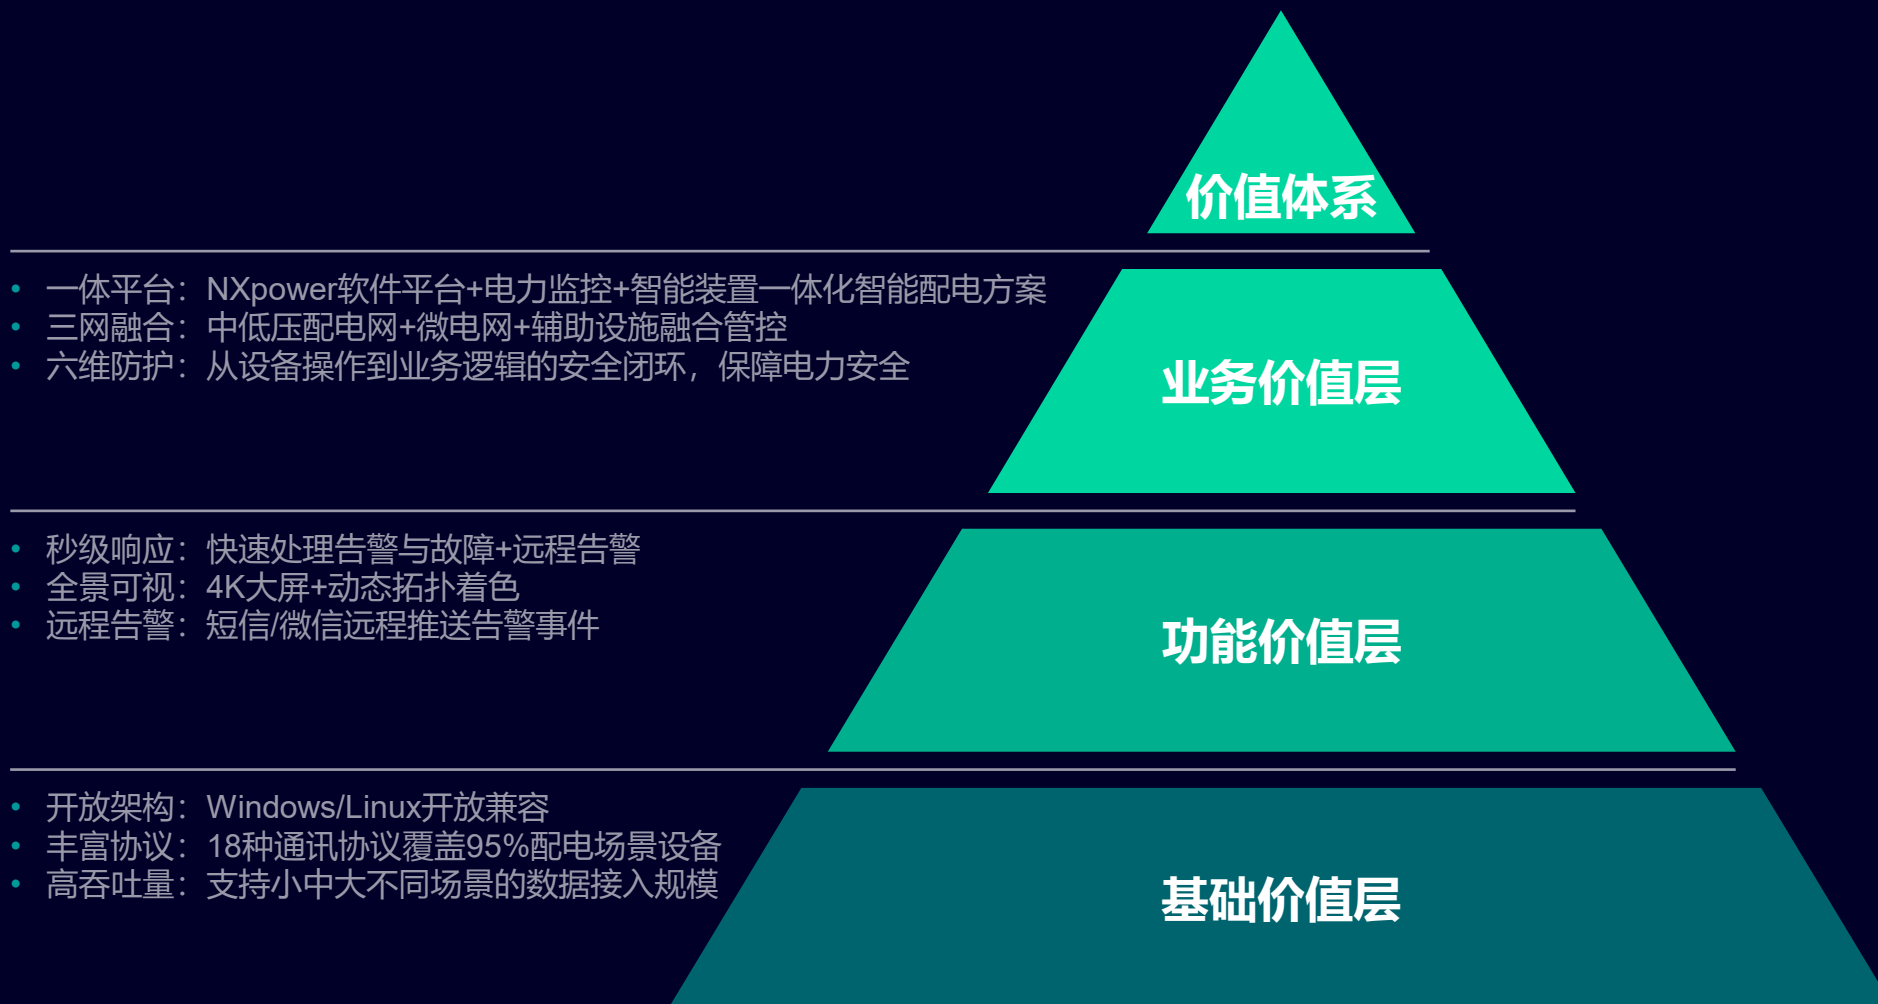 价值体系
• 一体平台：NXpower软件平台+电力监控+智能装置一体化智能配电方案
• 三网融合：中低压配电网+微电网+辅助设施融合管控
• 六维防护：从设备操作到业务逻辑的安全闭环，保障电力安全
业务价值层
• 秒级响应：快速处理告警与故障+远程告警
• 全景可视：4K大屏+动态拓扑着色
• 远程告警：短信/微信远程推送告警事件
功能价值层
• 开放架构：Windows/Linux开放兼容
• 丰富协议：18种通讯协议覆盖95%配电场景设备
• 高吞吐量：支持小中大不同场景的数据接入规模
基础价值层